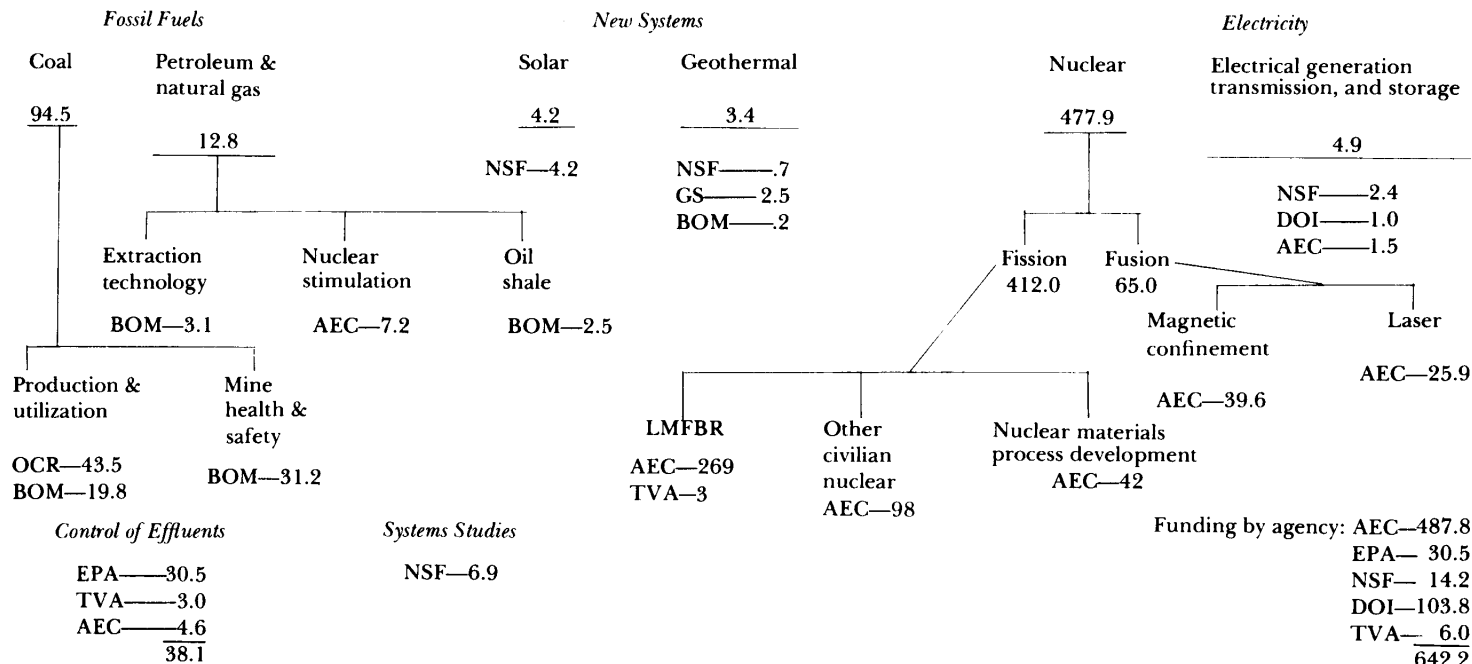 Fossil Fuels
New Systems
Electricity
Coal
Petroleum &
natural gas
Solar
Geothermal
Nuclear
Electrical generation
transmission, and storage
94.5
12.8
4.2
3.4
477.9
4.9
NSF—4.2
NSF——.7
GS—— 2.5
BOM——.2
NSF——2.4
DOI——1.0
AEC——1.5
Extraction
technology
BOM—3.1
Nuclear
stimulation
AEC—7.2
Oil
shale
BOM—2.5
Fission
412.0
Fusion
65.0
Magnetic
confinement
AEC—39.6
Laser
AEC—25.9
Production &
utilization
OCR—43.5
BOM—19.8
Mine
health &
safety
BOM—31.2
LMFBR
AEC—269
TVA—3
Other
civilian
nuclear
AEC—98
Nuclear materials
process development
AEC—42
Control of Effluents
EPA——30.5
TVA——3.0
AEC——4.6
38.1
Systems Studies
NSF—6.9
Funding by agency: AEC—487.8
EPA— 30.5
NSF— 14.2
DOI—103.8
TVA— 6.0
642.2